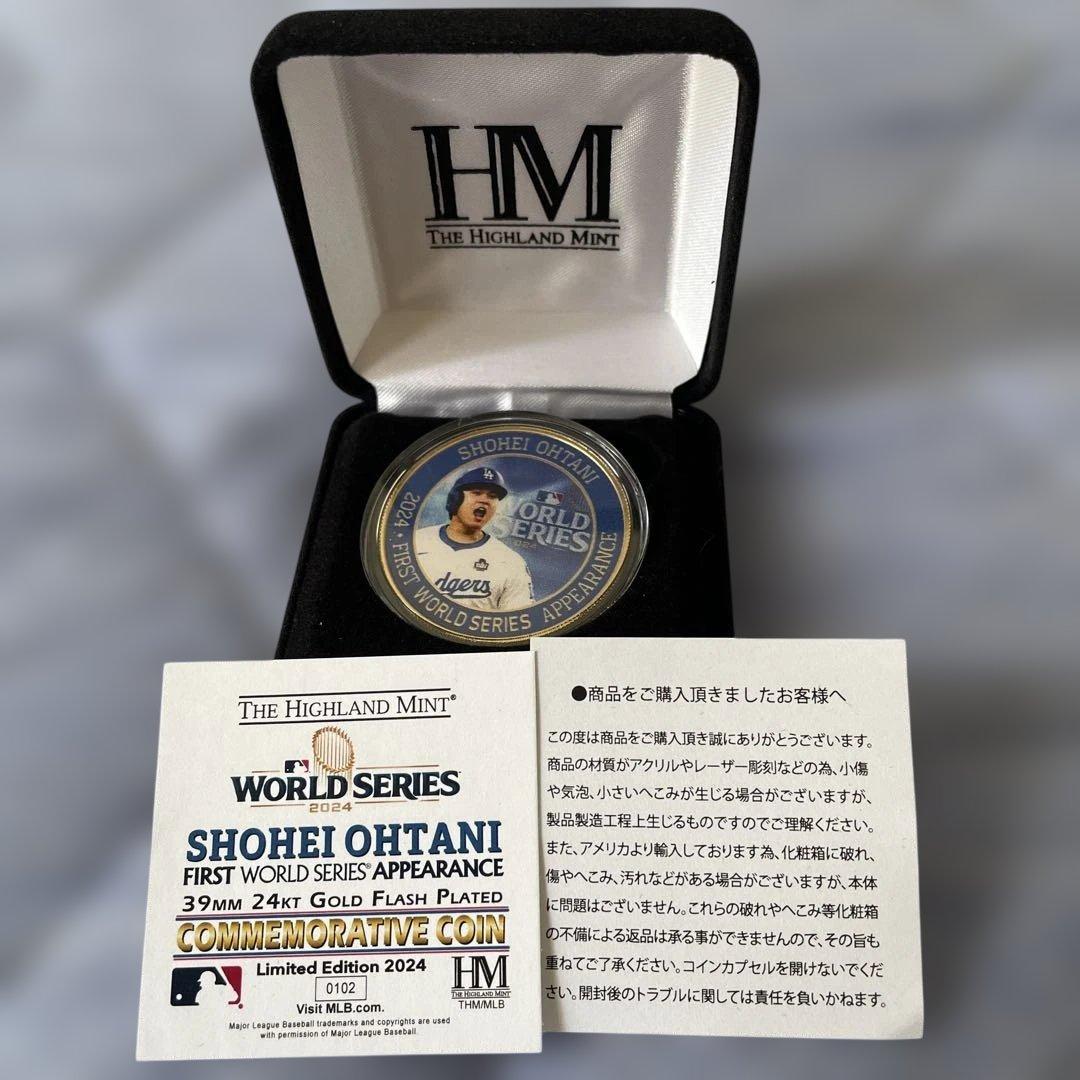 HM
THE HIGHLAND MINT
SHOHEI OHTANI
WORLD
SERIES
2024
dgers
2024 • FIRST WORLD SERIES APPEARANCE
THE HIGHLAND MINT®
WORLD SERIES
2024
SHOHEI OHTANI
FIRST WORLD SERIES® APPEARANCE
39MM 24KT GOLD FLASH PLATED
COMMEMORATIVE COIN
Limited Edition 2024
0102
Visit MLB.com.
HM
THE HIGHLAND MINT
THM/MLB
Major League Baseball trademarks and copyrights are used
with permission of Major League Baseball.
●商品をご購入頂きましたお客様へ
この度は商品をご購入頂き誠にありがとうございます。
商品の材質がアクリルやレーザー彫刻などの為、小傷
や気泡、小さいへこみが生じる場合がございますが、
製品製造工程上生じるものですのでご理解ください。
また、アメリカより輸入しております為、化粧箱に破れ、
傷やへこみ、汚れなどがある場合がございますが、本体
に問題はございません。これらの破れやへこみ等化粧箱
の不備による返品は承る事ができませんので、その旨も
重ねてご了承ください。コインカプセルを開けないでくだ
さい。開封後のトラブルに関しては責任を負いかねます。